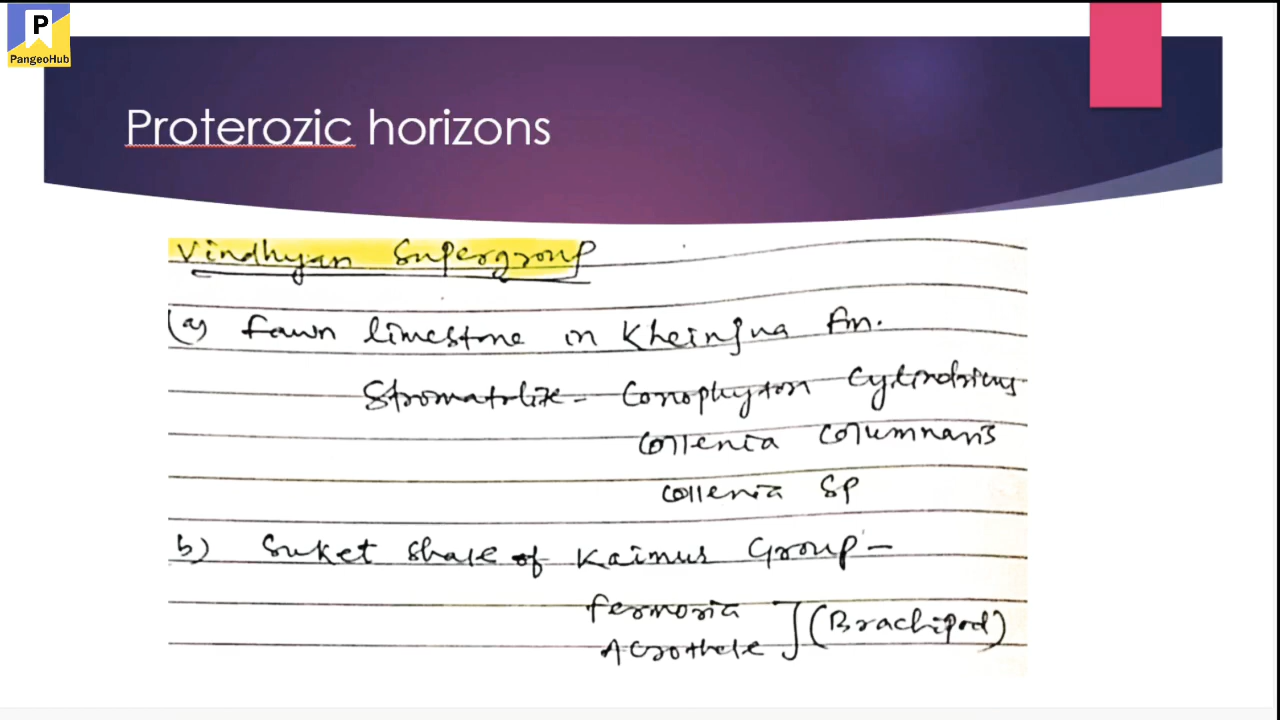 P
PangeoHub
Proterozic horizons
Vindhyan Supergroup
(a) Fawn limestone in Kheinjua Fm.
Stromatolite - Conophyton Cylindricus
Collenia Columnaris
Collenia Sp
b) Suket Shale of Kaimur Group -
Fermoria
Acrothele ] (Brachipod)